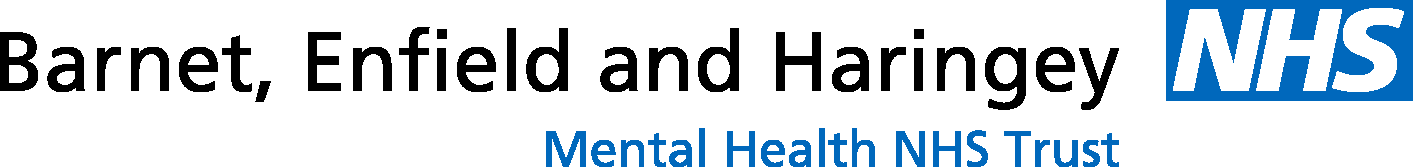 Barnet, Enfield and Haringey NHS
Mental Health NHS Trust